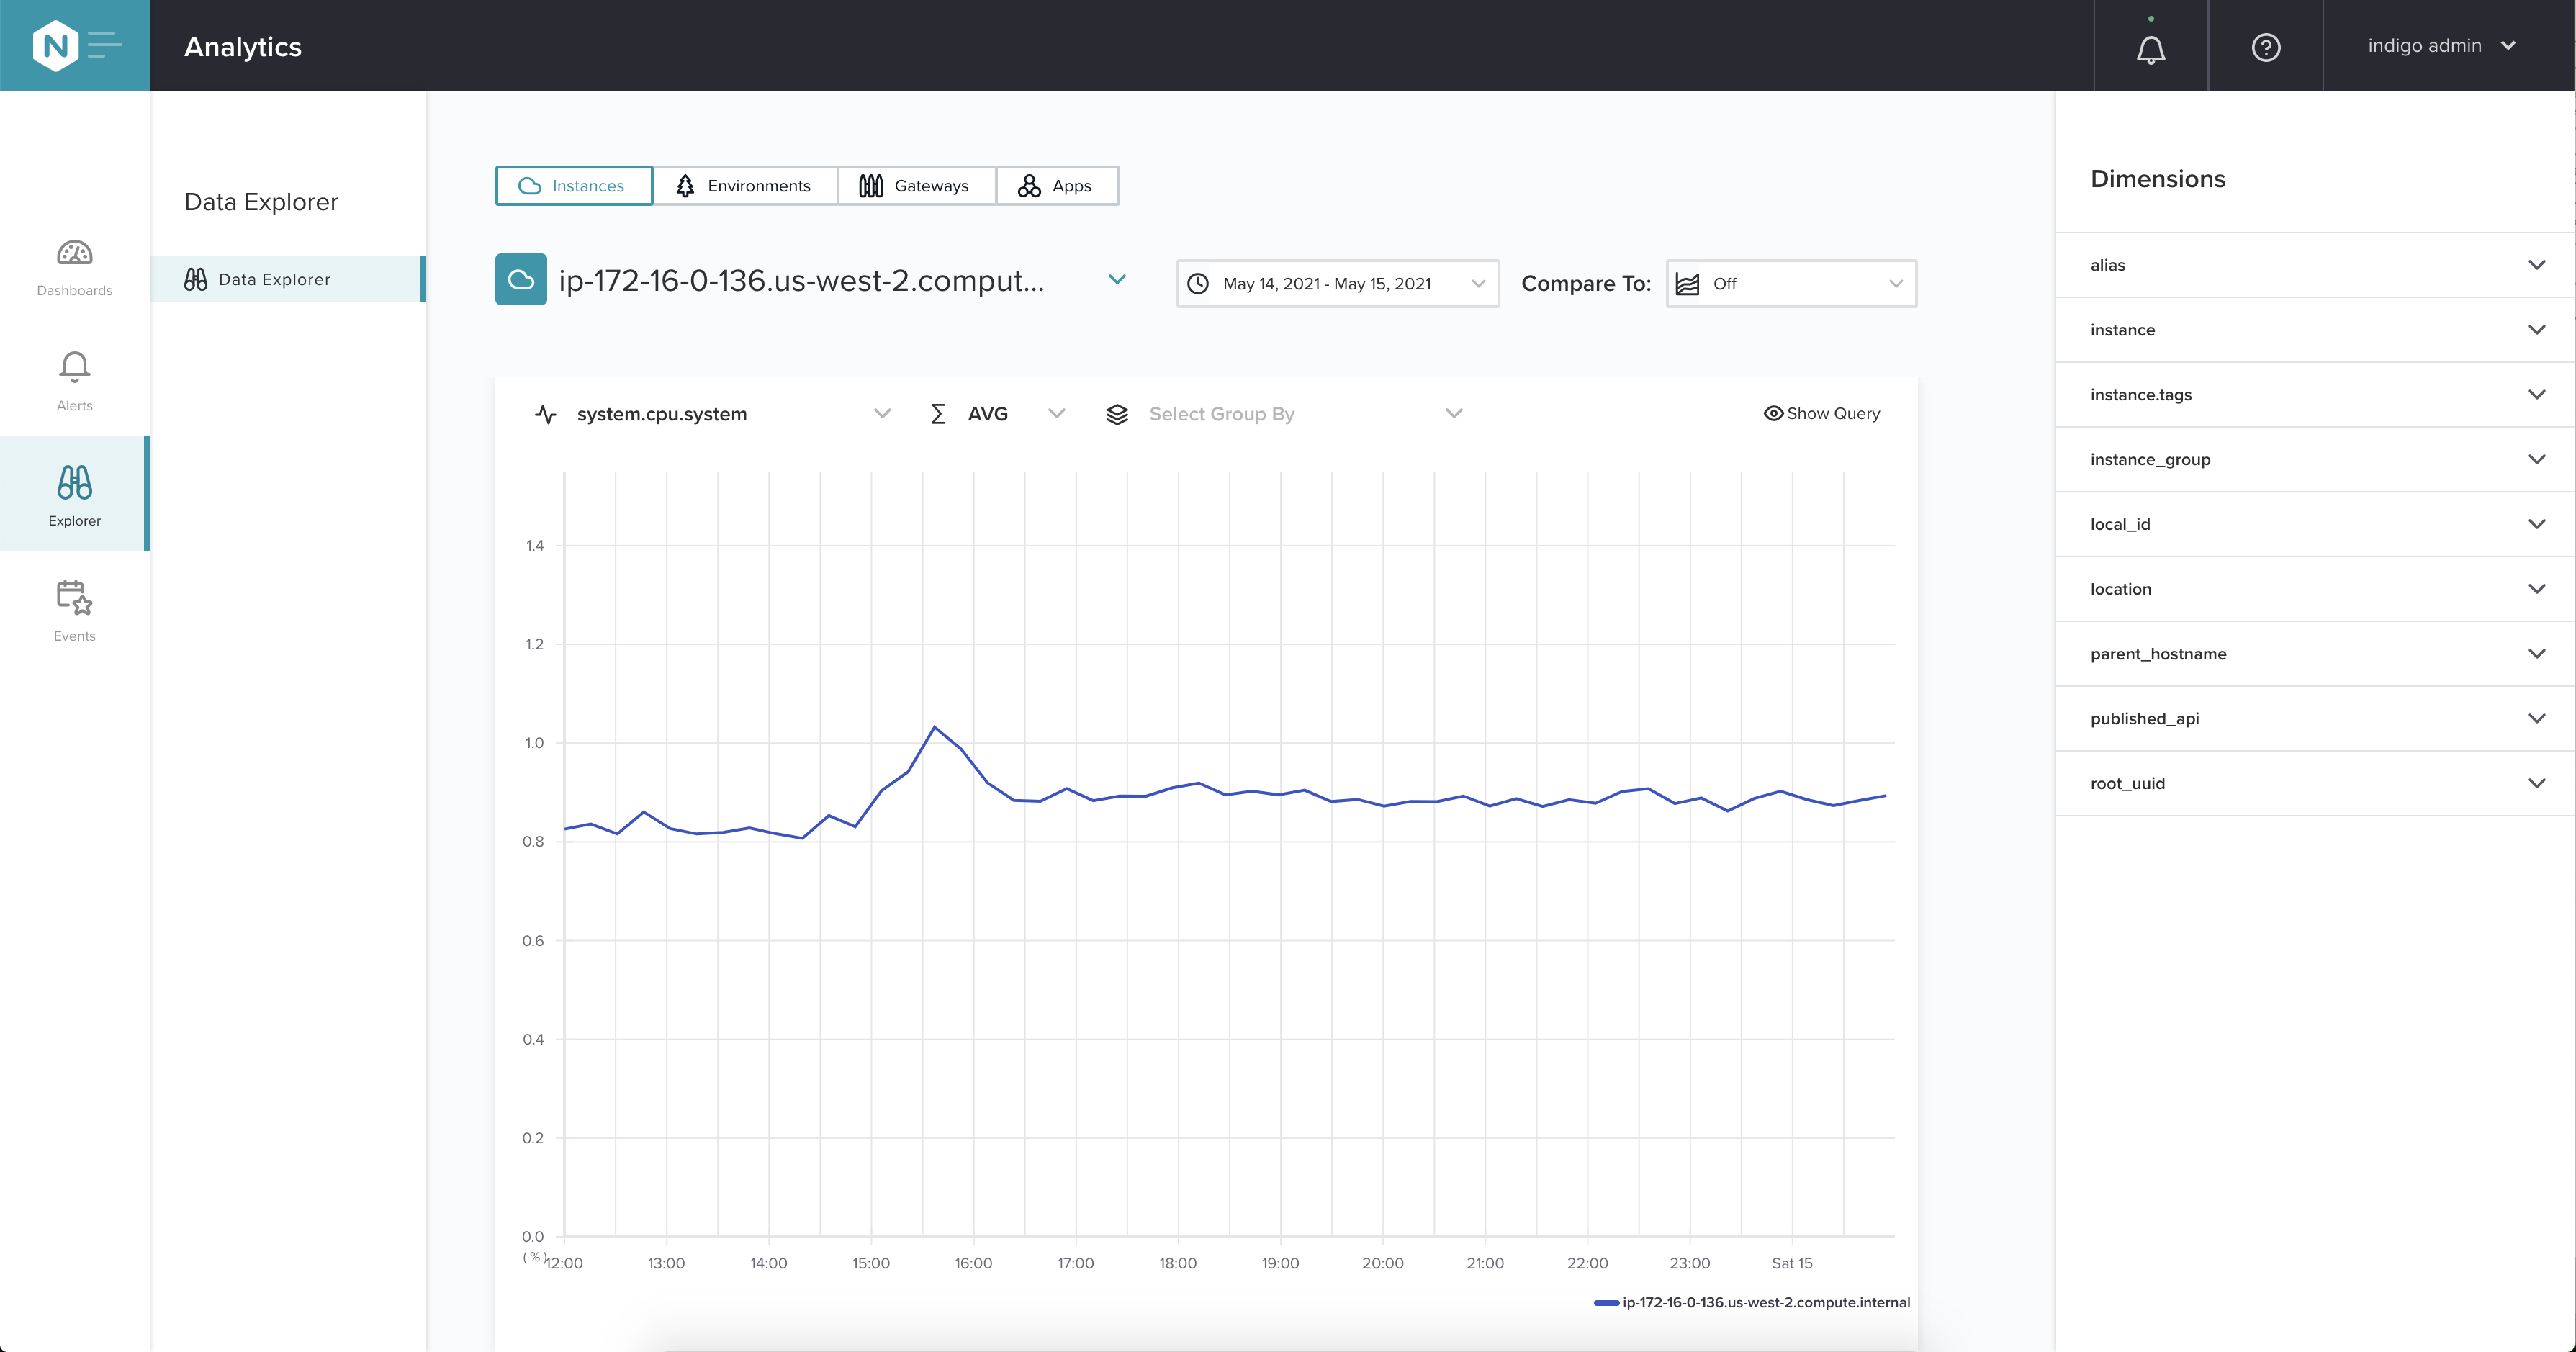 N
Analytics
indigo admin
Dashboards
Alerts
Explorer
Events
Data Explorer
Data Explorer
Instances
Environments
Gateways
Apps
ip-172-16-0-136.us-west-2.comput...
May 14, 2021 - May 15, 2021
Compare To:
Off
system.cpu.system
Σ AVG
Select Group By
Show Query
1.4
1.2
1.0
0.8
0.6
0.4
0.2
0.0
(%)
12:00 13:00 14:00 15:00 16:00 17:00 18:00 19:00 20:00 21:00 22:00 23:00 Sat 15
ip-172-16-0-136.us-west-2.compute.internal
Dimensions
alias
instance
instance.tags
instance_group
local_id
location
parent_hostname
published_api
root_uuid